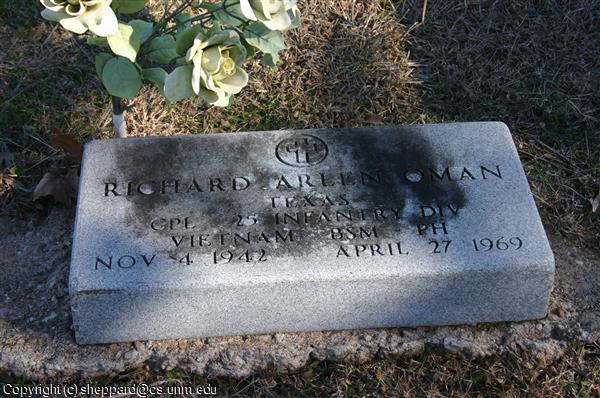 RICHARD ARLEN OMAN
TEXAS
CPL 25 INFANTRY DIV
VIETNAM BSM PH
NOV 4 1942 APRIL 27 1969
Copyright (c) sheppard@cs.unm.edu